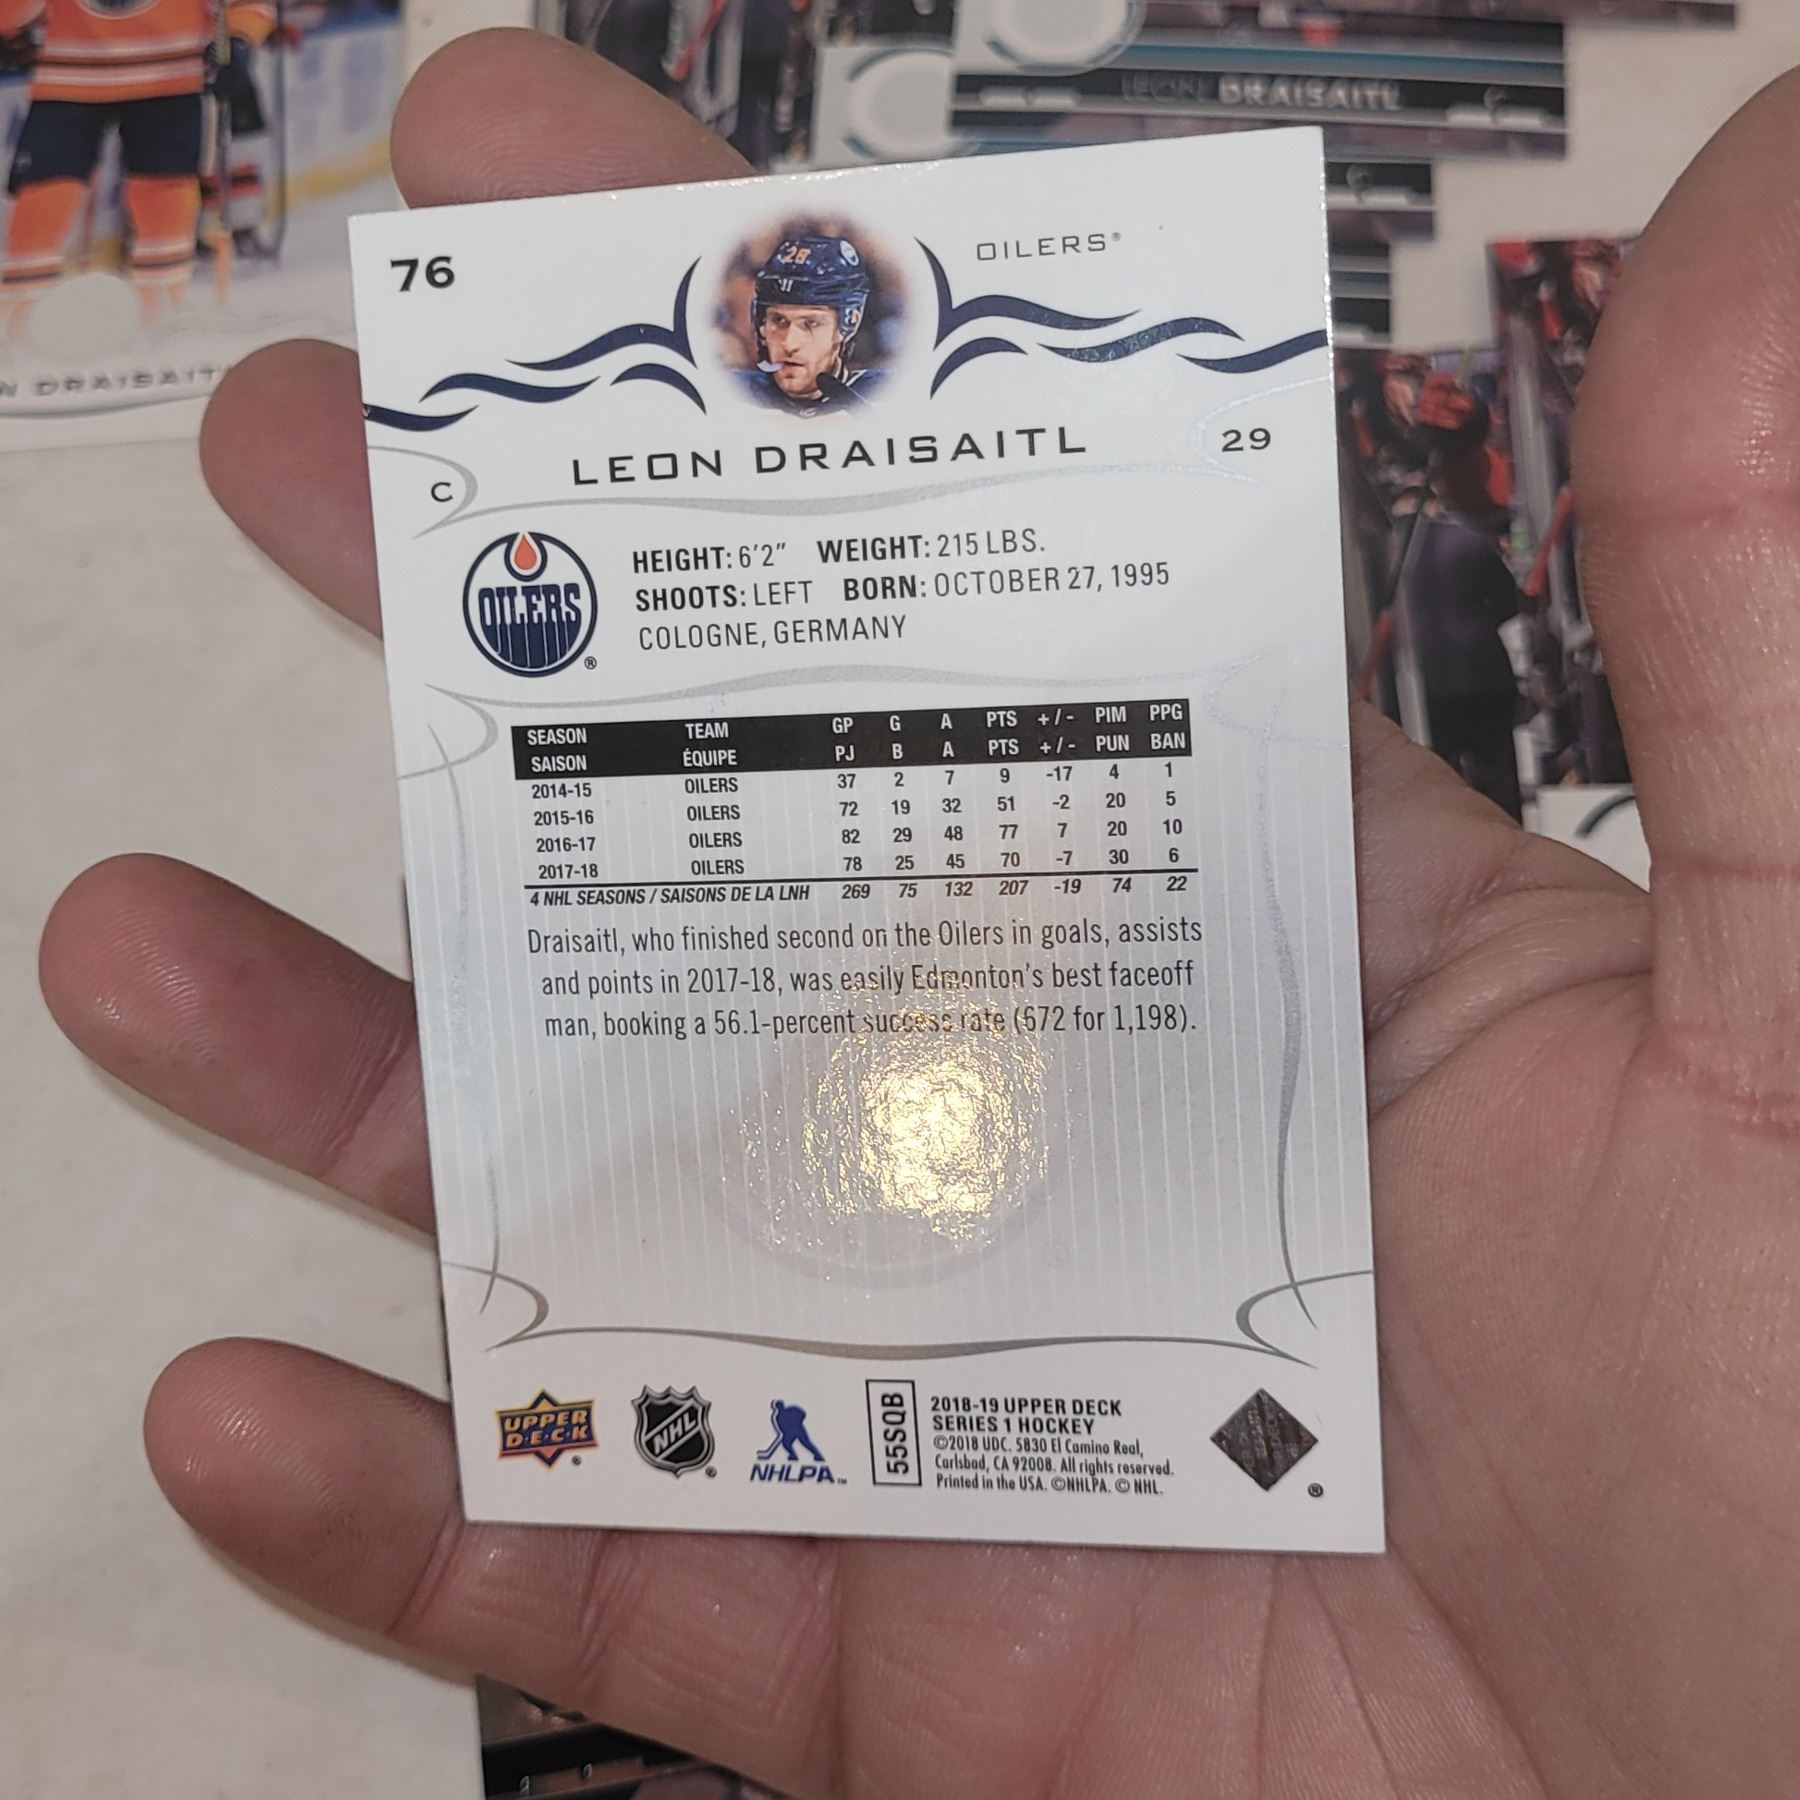 LEON DRAISAITL
DRAISAITL
76
OILERS®
29
LEON DRAISAITL
29
C
OILERS
®
HEIGHT: 6'2" WEIGHT: 215 LBS.
SHOOTS: LEFT BORN: OCTOBER 27, 1995
COLOGNE, GERMANY
SEASON TEAM GP G A PTS +/- PIM PPG
SAISON ÉQUIPE PJ B A PTS +/- PUN BAN
2014-15 OILERS 37 2 7 9 -17 4 1
2015-16 OILERS 72 19 32 51 -2 20 5
2016-17 OILERS 82 29 48 77 7 20 10
2017-18 OILERS 78 25 45 70 -7 30 6
4 NHL SEASONS / SAISONS DE LA LNH 269 75 132 207 -19 74 22
Draisaitl, who finished second on the Oilers in goals, assists
and points in 2017-18, was easily Edmonton's best faceoff
man, booking a 56.1-percent success rate (672 for 1,198).
UPPER
D·E·C·K
®
NHL
®
NHLPA™
55SQB
2018-19 UPPER DECK
SERIES 1 HOCKEY
©2018 UDC. 5830 El Camino Real,
Carlsbad, CA 92008. All rights reserved.
Printed in the USA. ©NHLPA. © NHL.
®